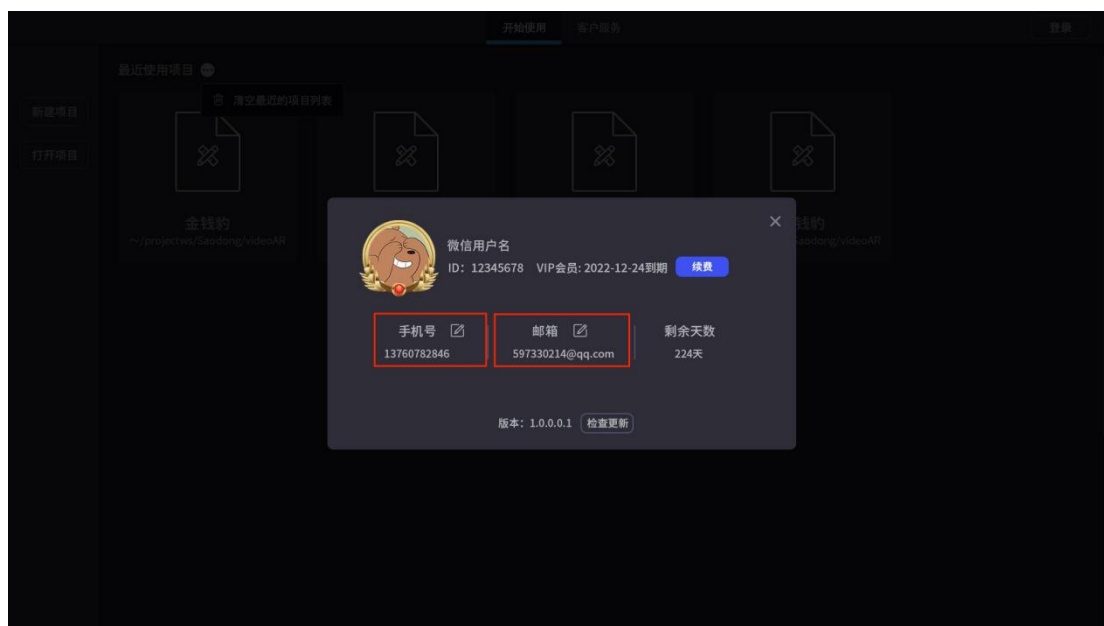 开始使用 客户服务 登录
最近使用项目
清空最近的项目列表
新建项目
打开项目
金钱豹
~/projectws/Saodong/videoAR
钱豹
aodong/videoAR
微信用户名
ID: 12345678 VIP会员: 2022-12-24到期 续费
手机号 邮箱 剩余天数
13760782846 597330214@qq.com 224天
版本: 1.0.0.0.1 检查更新